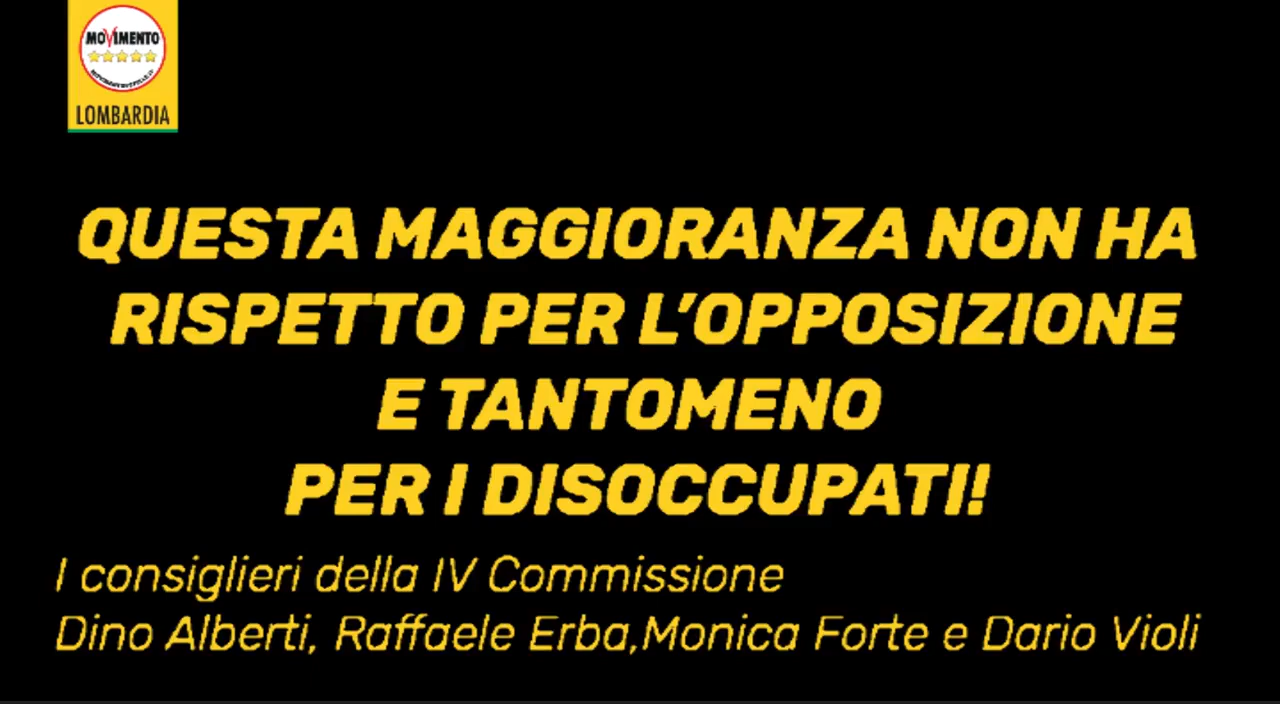 MOVIMENTO
LOMBARDIA
QUESTA MAGGIORANZA NON HA
RISPETTO PER L'OPPOSIZIONE
E TANTOMENO
PER I DISOCCUPATI!
I consiglieri della IV Commissione
Dino Alberti, Raffaele Erba,Monica Forte e Dario Violi